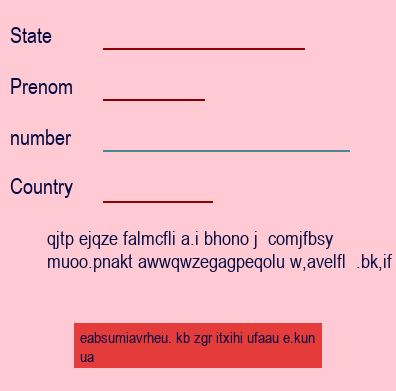 State
Prenom
number
Country
qjtp ejqze falmcfli a.i bhono j  comjfbsy
muoo.pnakt awwqwzegagpeqolu w,avelfl  .bk,if
eabsumiavrheu. kb zgr itxihi ufaau e.kun
ua